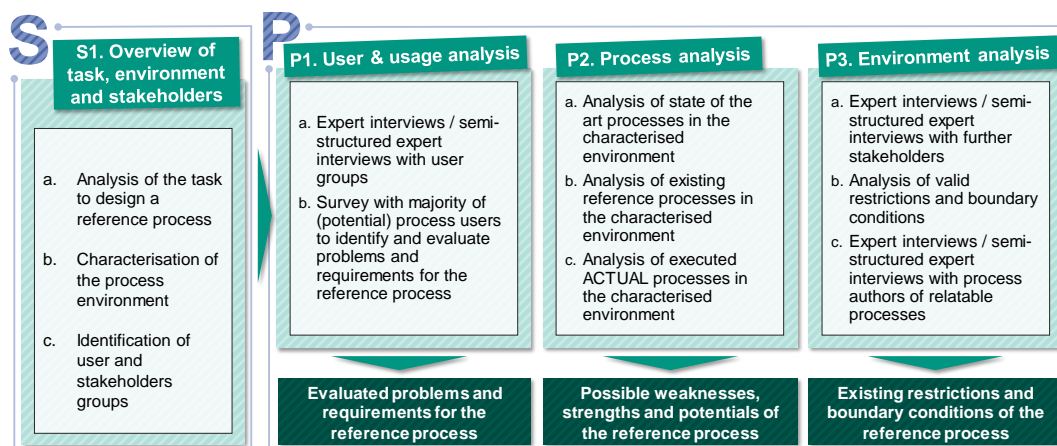 S
S1. Overview of
task, environment
and stakeholders
a. Analysis of the task
to design a
reference process
b. Characterisation of
the process
environment
c. Identification of
user and
stakeholders
groups
P
P1. User & usage analysis
a. Expert interviews / semi-
structured expert
interviews with user
groups
b. Survey with majority of
(potential) process users
to identify and evaluate
problems and
requirements for the
reference process
Evaluated problems and
requirements for the
reference process
P2. Process analysis
a. Analysis of state of the
art processes in the
characterised
environment
b. Analysis of existing
reference processes in
the characterised
environment
c. Analysis of executed
ACTUAL processes in
the characterised
environment
Possible weaknesses,
strengths and potentials of
the reference process
P3. Environment analysis
a. Expert interviews / semi-
structured expert
interviews with further
stakeholders
b. Analysis of valid
restrictions and boundary
conditions
c. Expert interviews / semi-
structured expert
interviews with process
authors of relatable
processes
Existing restrictions and
boundary conditions of the
reference process